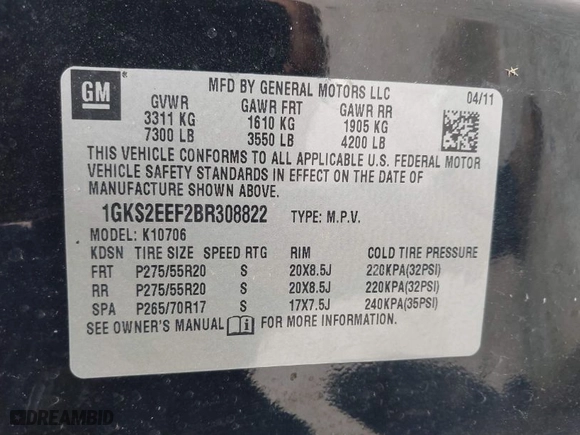 GM
®
MFD BY GENERAL MOTORS LLC
04/11
GVWR GAWR FRT GAWR RR
3311 KG 1610 KG 1905 KG
7300 LB 3550 LB 4200 LB
THIS VEHICLE CONFORMS TO ALL APPLICABLE U.S. FEDERAL MOTOR
VEHICLE SAFETY STANDARDS IN EFFECT ON THE DATE OF
MANUFACTURE SHOWN ABOVE.
1GKS2EEF2BR308822 TYPE: M.P.V.
MODEL: K10706
KDSN TIRE SIZE SPEED RTG RIM COLD TIRE PRESSURE
FRT P275/55R20 S 20X8.5J 220KPA(32PSI)
RR P275/55R20 S 20X8.5J 220KPA(32PSI)
SPA P265/70R17 S 17X7.5J 240KPA(35PSI)
SEE OWNER'S MANUAL i FOR MORE INFORMATION.
DREAMBID